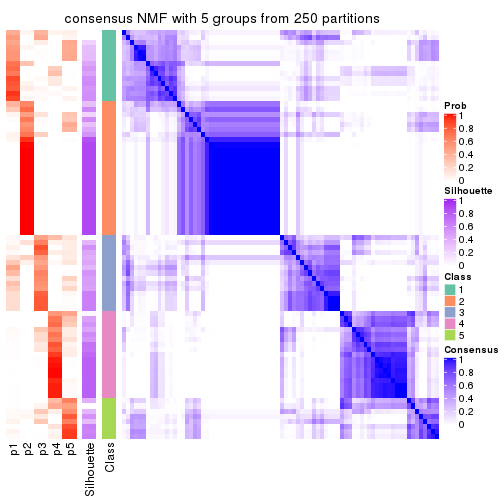 consensus NMF with 5 groups from 250 partitions
Prob
1
0.8
0.6
0.4
0.2
0
Silhouette
1
0.8
0.6
0.4
0.2
0
Class
1
2
3
4
5
Consensus
1
0.8
0.6
0.4
0.2
0
p1
p2
p3
p4
p5
Silhouette
Class